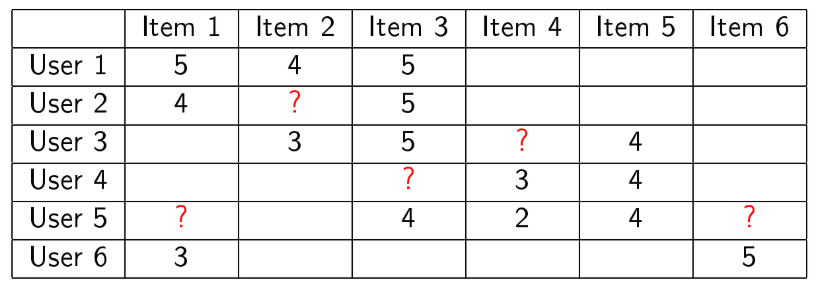 Item 1 Item 2 Item 3 Item 4 Item 5 Item 6
User 1 5 4 5
User 2 4 ? 5
User 3 3 5 ? 4
User 4 ? 3 4
User 5 ? 4 2 4 ?
User 6 3 5